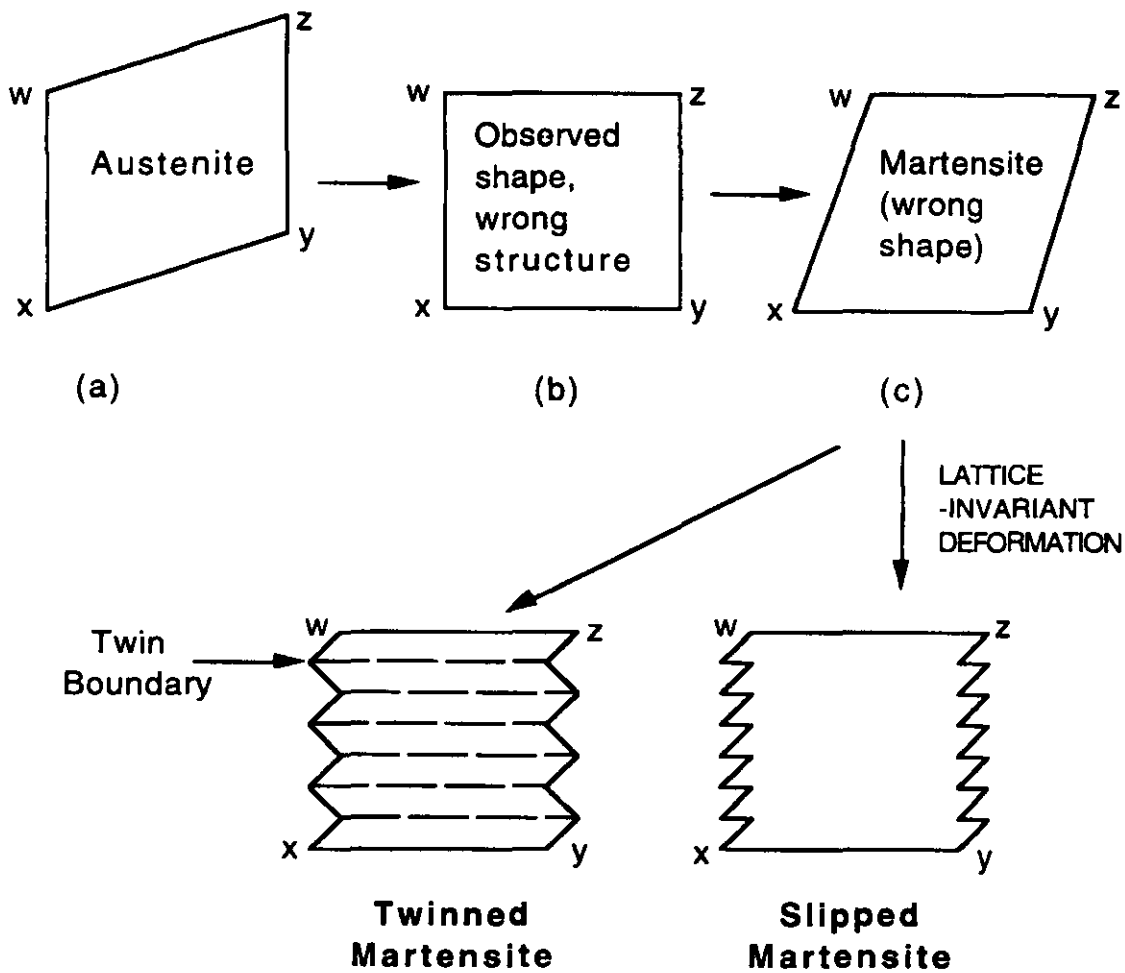 z
w
Austenite
y
x
(a)
w
z
Observed
shape,
wrong
structure
x
y
(b)
w
z
Martensite
(wrong
shape)
x
y
(c)
LATTICE
-INVARIANT
DEFORMATION
Twin
Boundary
w
z
x
y
Twinned
Martensite
w
z
x
y
Slipped
Martensite